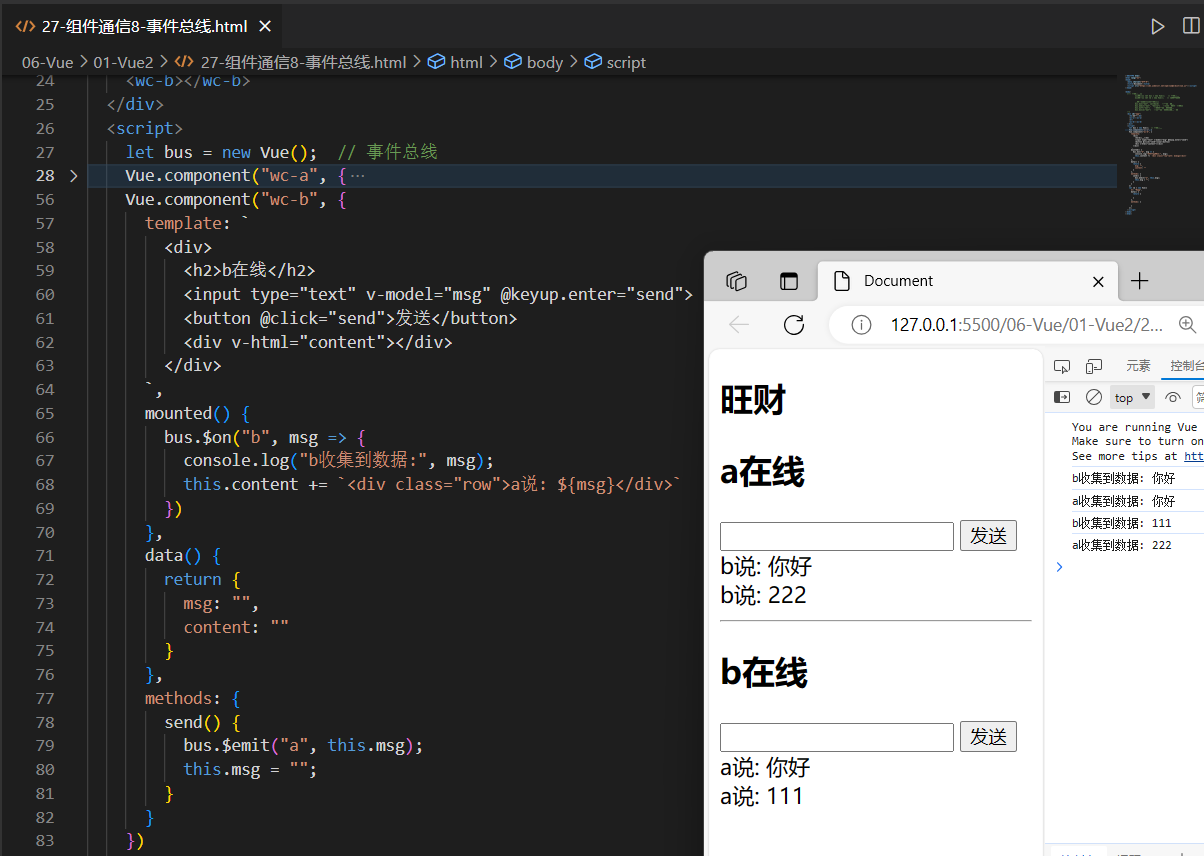 27-组件通信8-事件总线.html
06-Vue > 01-Vue2 > 27-组件通信8-事件总线.html > html > body > script
24 <wc-b></wc-b>
25 </div>
26 <script>
27 let bus = new Vue(); // 事件总线
28 Vue.component("wc-a", { ···
56 Vue.component("wc-b", {
57 template: `
58 <div>
59 <h2>b在线</h2>
60 <input type="text" v-model="msg" @keyup.enter="send">
61 <button @click="send">发送</button>
62 <div v-html="content"></div>
63 </div>
64 `,
65 mounted() {
66 bus.$on("b", msg => {
67 console.log("b收集到数据:", msg);
68 this.content += `<div class="row">a说: ${msg}</div>`
69 })
70 },
71 data() {
72 return {
73 msg: "",
74 content: ""
75 }
76 },
77 methods: {
78 send() {
79 bus.$emit("a", this.msg);
80 this.msg = "";
81 }
82 }
83 })
Document
127.0.0.1:5500/06-Vue/01-Vue2/2...
旺财
a在线
发送
b说: 你好
b说: 222
b在线
发送
a说: 你好
a说: 111
元素 控制台
top
You are running Vue
Make sure to turn on
See more tips at htt
b收集到数据: 你好
a收集到数据: 你好
b收集到数据: 111
a收集到数据: 222